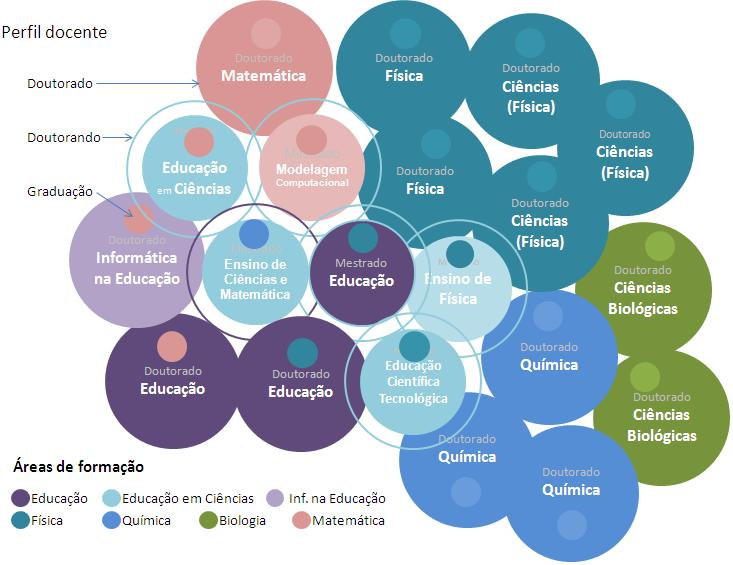 Perfil docente
Doutorado
Doutorando
Graduação
Doutorado
Matemática
Doutorado
Física
Doutorado
Ciências
(Física)
Doutorado
Ciências
(Física)
Educação
em Ciências
Modelagem
Computacional
Doutorado
Física
Doutorado
Ciências
(Física)
Doutorado
Informática
na Educação
Ensino de
Ciências e
Matemática
Mestrado
Educação
Ensino de
Física
Doutorado
Ciências
Biológicas
Doutorado
Educação
Doutorado
Educação
Educação
Científica
Tecnológica
Doutorado
Química
Doutorado
Ciências
Biológicas
Doutorado
Química
Doutorado
Química
Áreas de formação
Educação
Educação em Ciências
Inf. na Educação
Física
Química
Biologia
Matemática